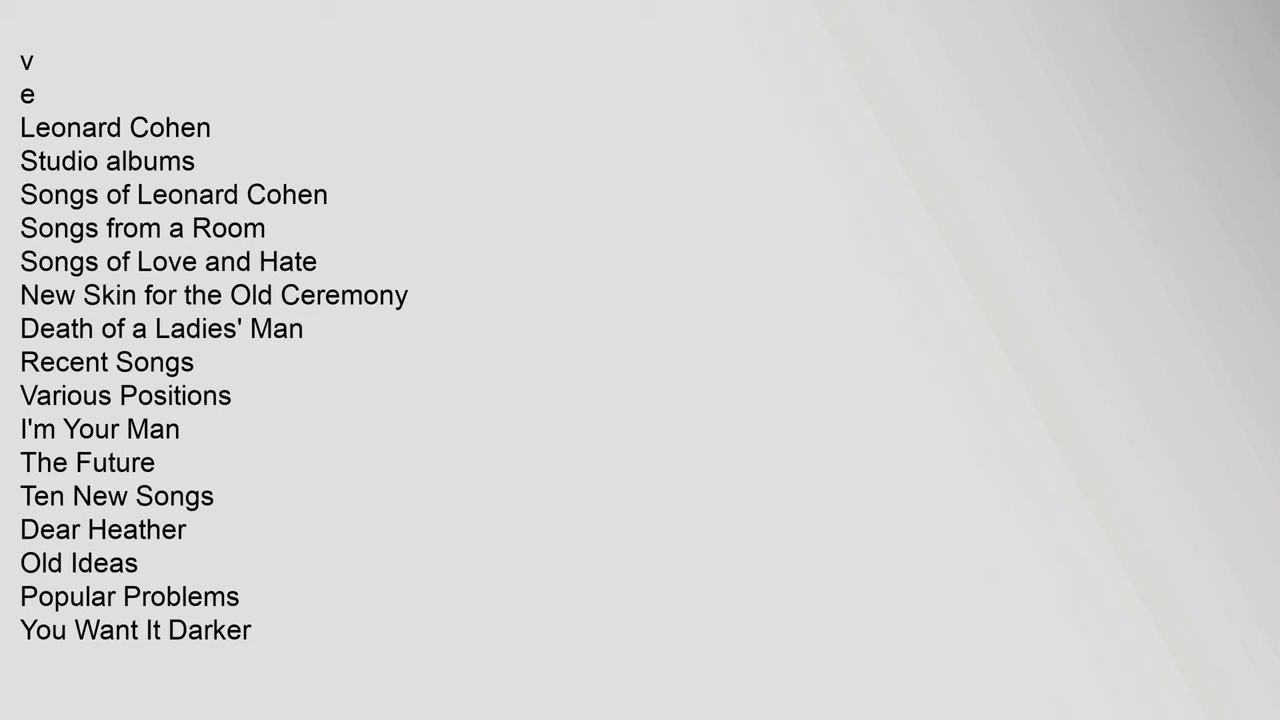 v
e
Leonard Cohen
Studio albums
Songs of Leonard Cohen
Songs from a Room
Songs of Love and Hate
New Skin for the Old Ceremony
Death of a Ladies' Man
Recent Songs
Various Positions
I'm Your Man
The Future
Ten New Songs
Dear Heather
Old Ideas
Popular Problems
You Want It Darker